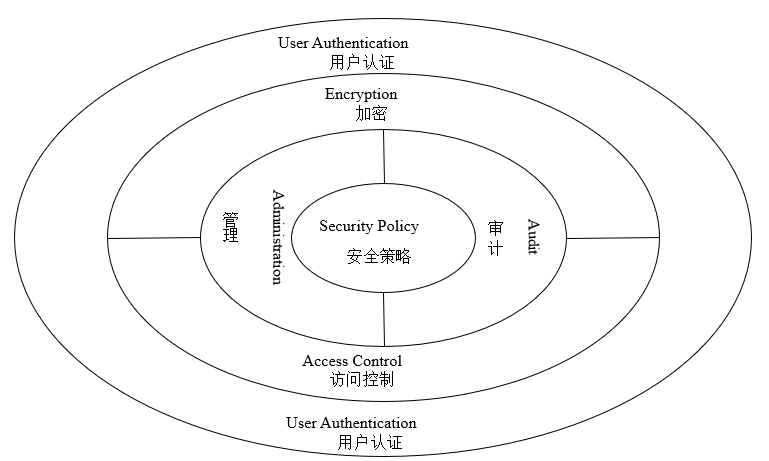 User Authentication
用户认证
Encryption
加密
管理
Administration
Security Policy
安全策略
审计
Audit
Access Control
访问控制
User Authentication
用户认证